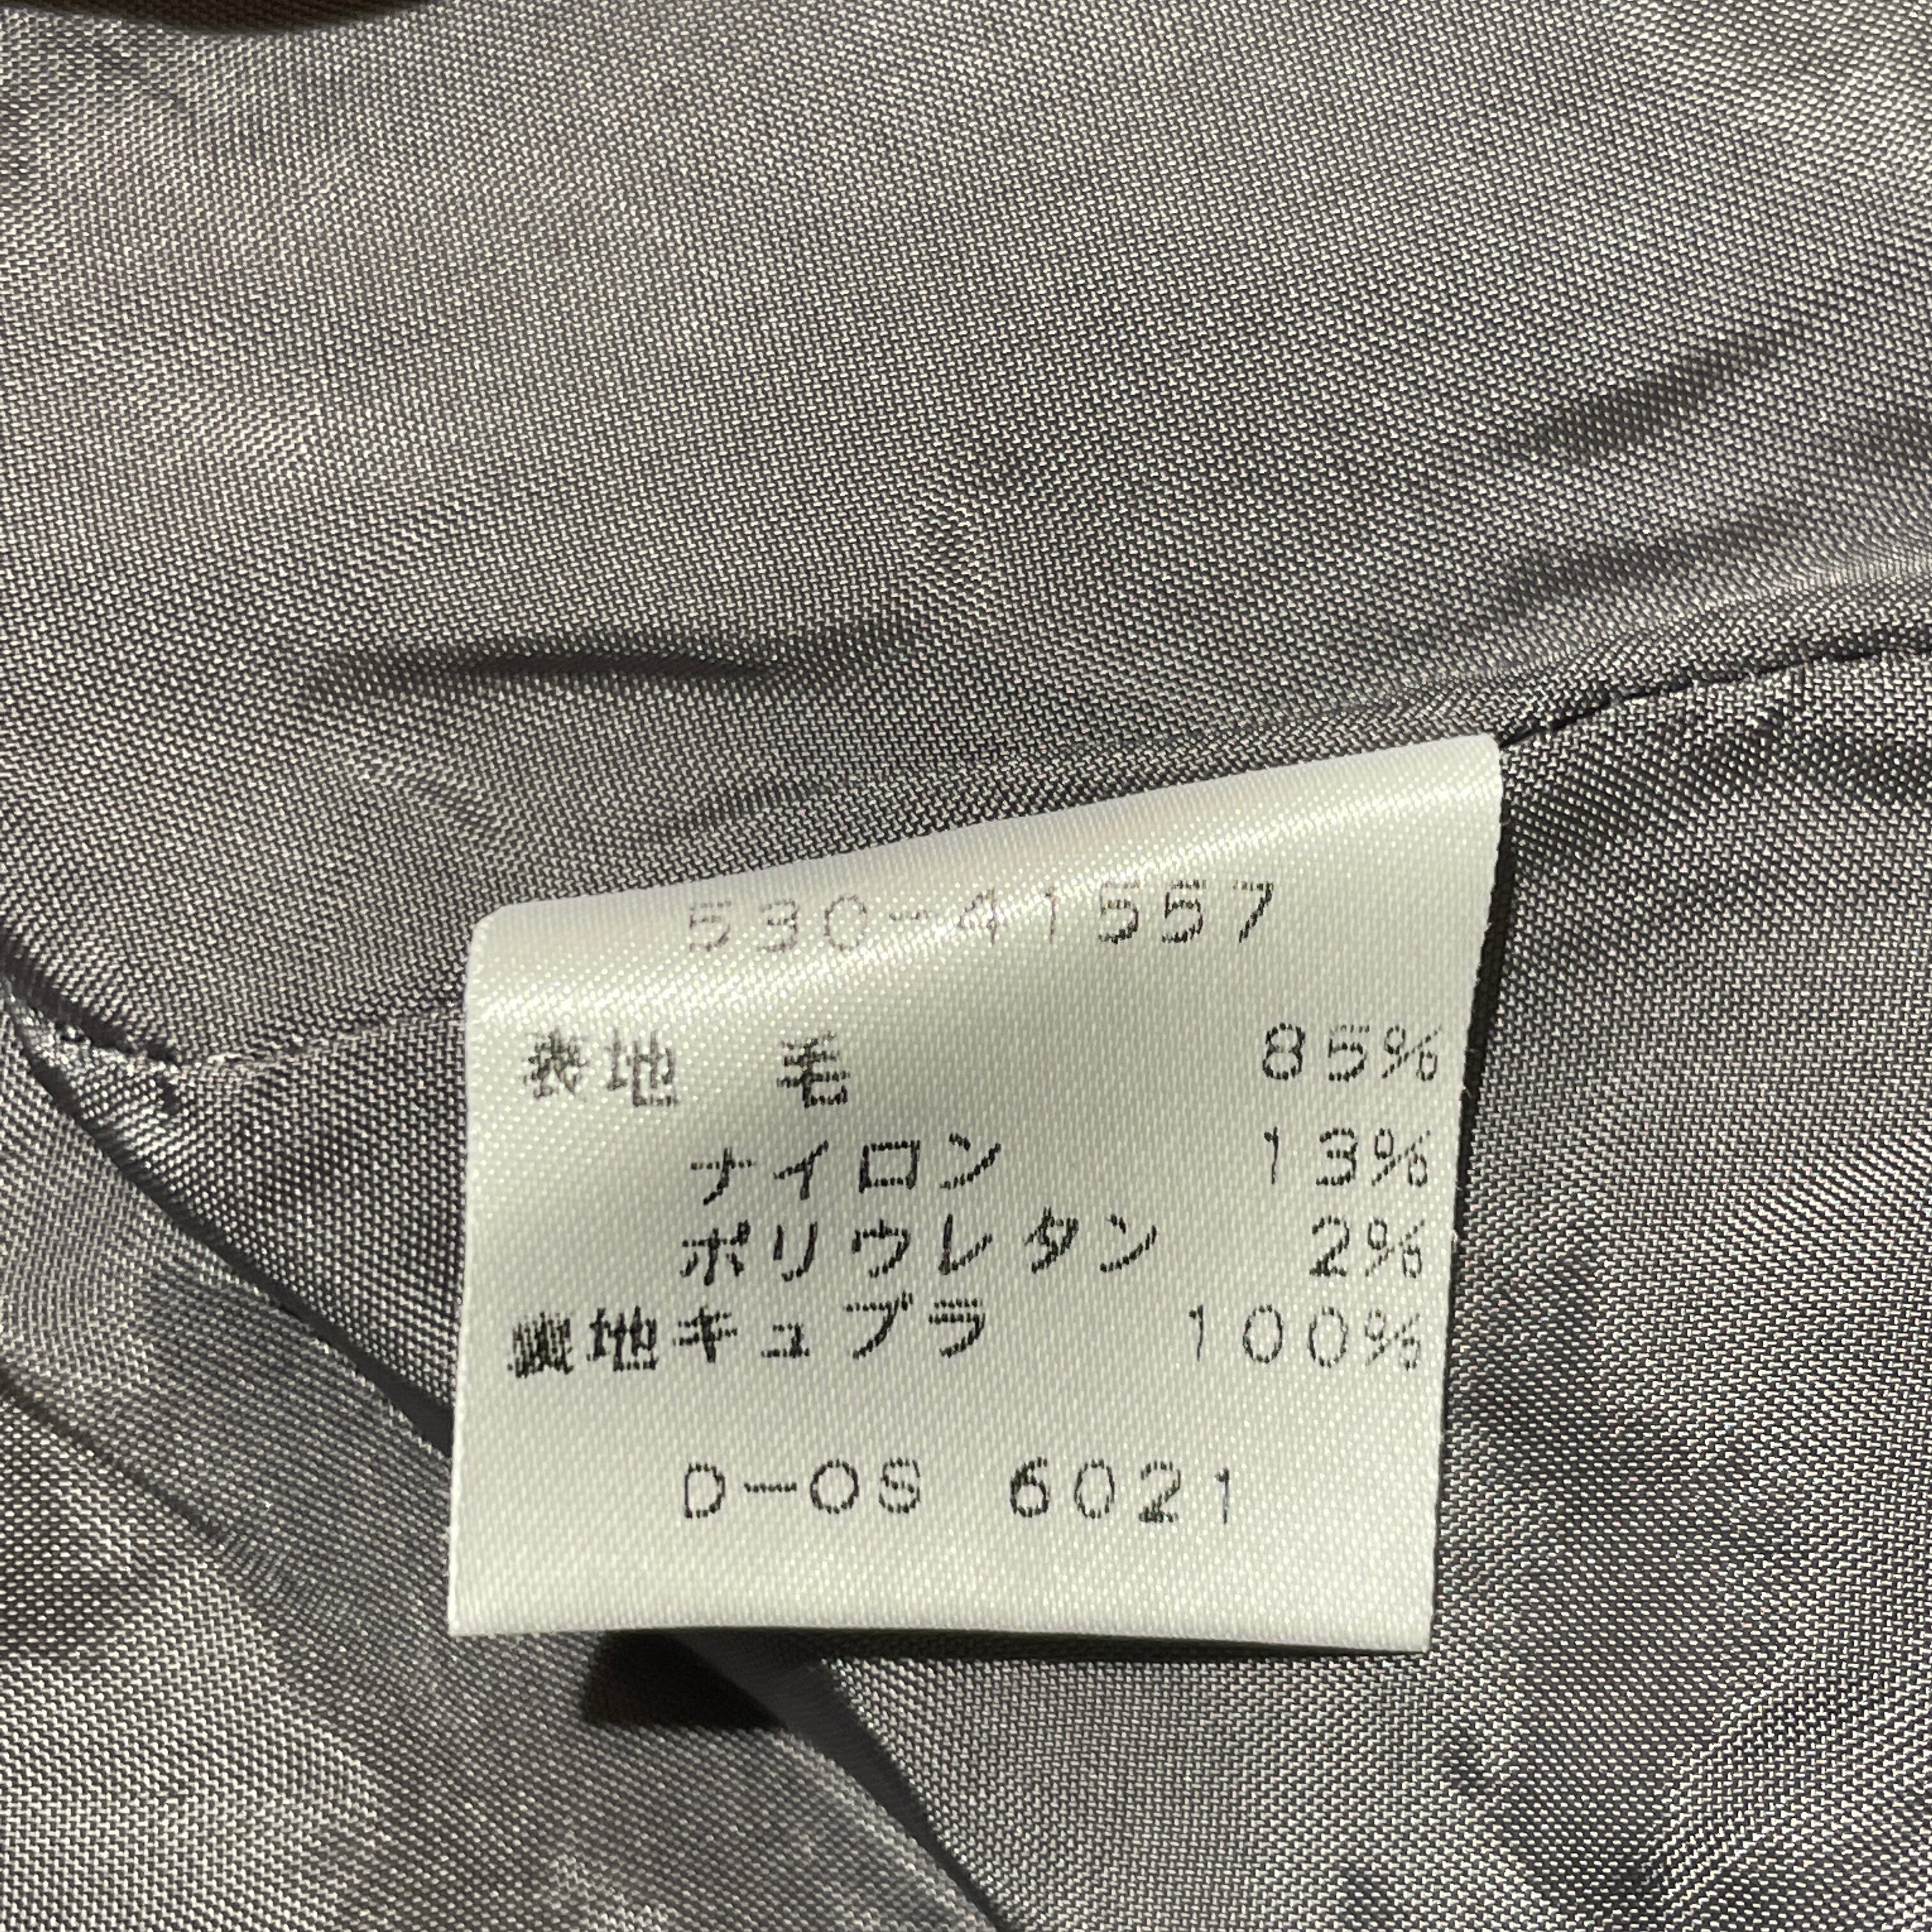 530-41557
表地 毛 85%
ナイロン 13%
ポリウレタン 2%
裏地キュプラ 100%
D-OS 6021